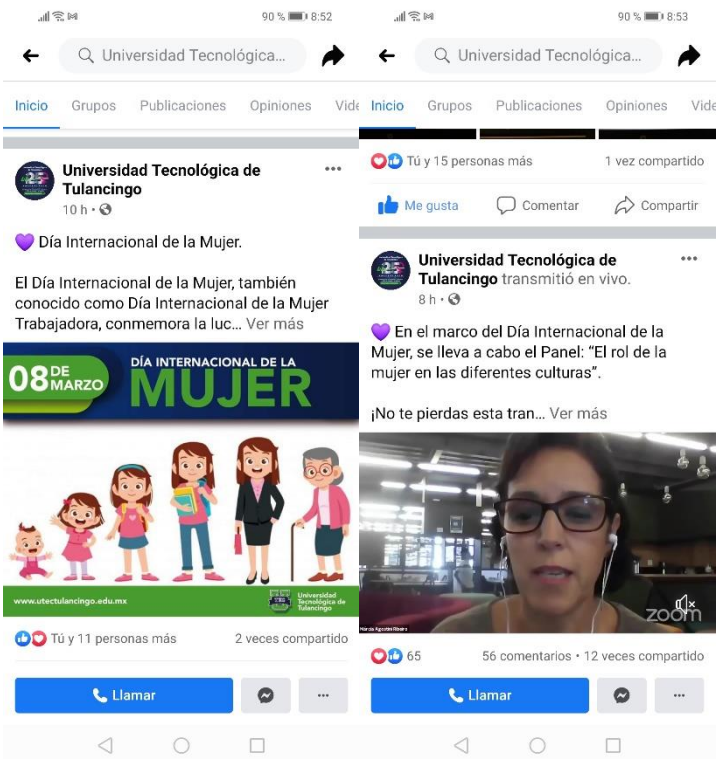 90 % 8:52
Universidad Tecnológica...
Inicio Grupos Publicaciones Opiniones Vide
Universidad Tecnológica de
Tulancingo
10 h
Día Internacional de la Mujer.
El Día Internacional de la Mujer, también
conocido como Día Internacional de la Mujer
Trabajadora, conmemora la luc... Ver más
08 DE MARZO
DÍA INTERNACIONAL DE LA
MUJER
www.utectulancingo.edu.mx
Universidad
Tecnológica de
Tulancingo
Tú y 11 personas más 2 veces compartido
Llamar
90 % 8:53
Universidad Tecnológica...
Inicio Grupos Publicaciones Opiniones Vide
Tú y 15 personas más 1 vez compartido
Me gusta Comentar Compartir
Universidad Tecnológica de
Tulancingo transmitió en vivo.
8 h
En el marco del Día Internacional de la
Mujer, se lleva a cabo el Panel: “El rol de la
mujer en las diferentes culturas”.
¡No te pierdas esta tran... Ver más
zoom
Márcia Agostini Ribeiro
65 56 comentarios • 12 veces compartido
Llamar